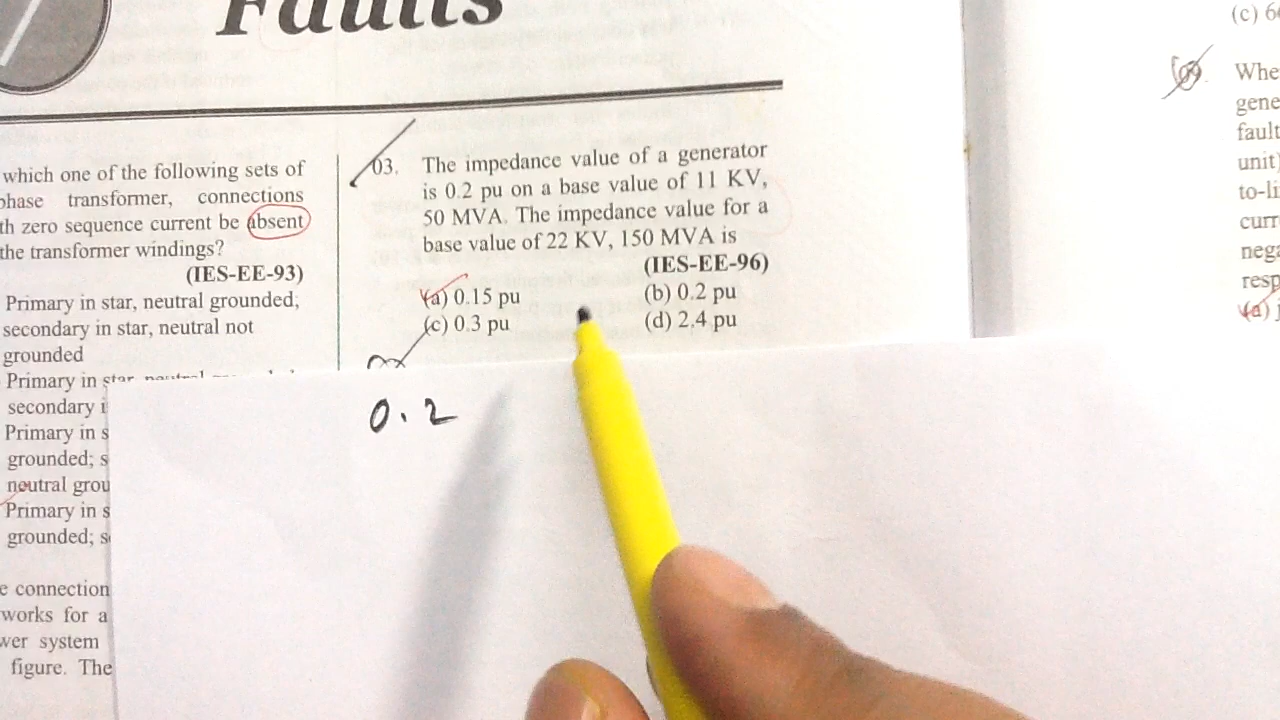 Faults
which one of the following sets of
phase transformer, connections
th zero sequence current be absent
the transformer windings?
(IES-EE-93)
Primary in star, neutral grounded;
secondary in star, neutral not
grounded
Primary in star
secondary
Primary in s
grounded; s
neutral grou
Primary in s
grounded; s
e connection
works for a
wer system
figure. The
03. The impedance value of a generator
is 0.2 pu on a base value of 11 KV,
50 MVA. The impedance value for a
base value of 22 KV, 150 MVA is
(IES-EE-96)
(a) 0.15 pu (b) 0.2 pu
(c) 0.3 pu (d) 2.4 pu
0.2
(c) 6
09. Whe
gene
fault
unit)
to-li
curr
nega
resp
(a)